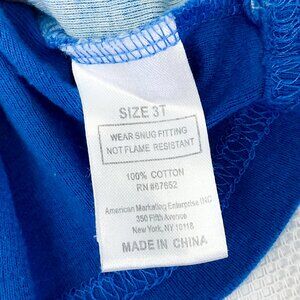 SIZE 3T
WEAR SNUG FITTING
NOT FLAME RESISTANT
100% COTTON
RN #87652
American Marketing Enterprise INC
350 Fifth Avenue
New York, NY 10118
MADE IN CHINA